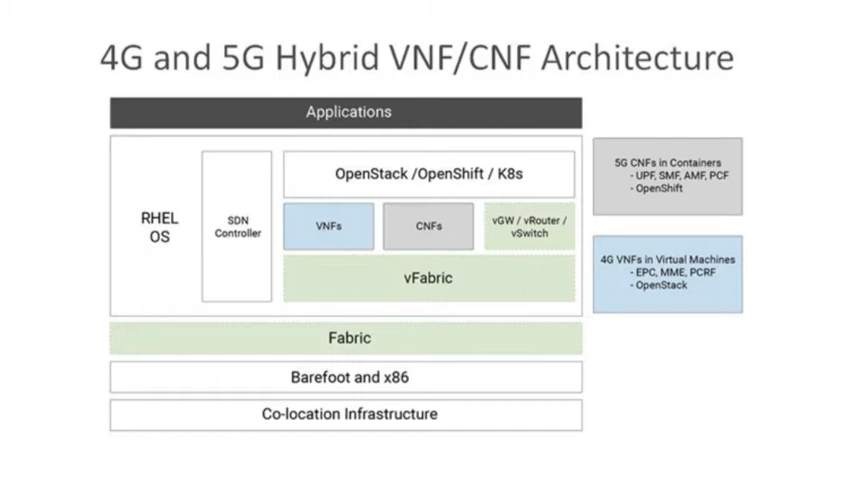 4G and 5G Hybrid VNF/CNF Architecture
Applications
RHEL
OS
SDN
Controller
OpenStack /OpenShift / K8s
VNFs
CNFs
vGW / vRouter /
vSwitch
vFabric
Fabric
Barefoot and x86
Co-location Infrastructure
5G CNFs in Containers
- UPF, SMF, AMF, PCF
- OpenShift
4G VNFs in Virtual Machines
- EPC, MME, PCRF
- OpenStack